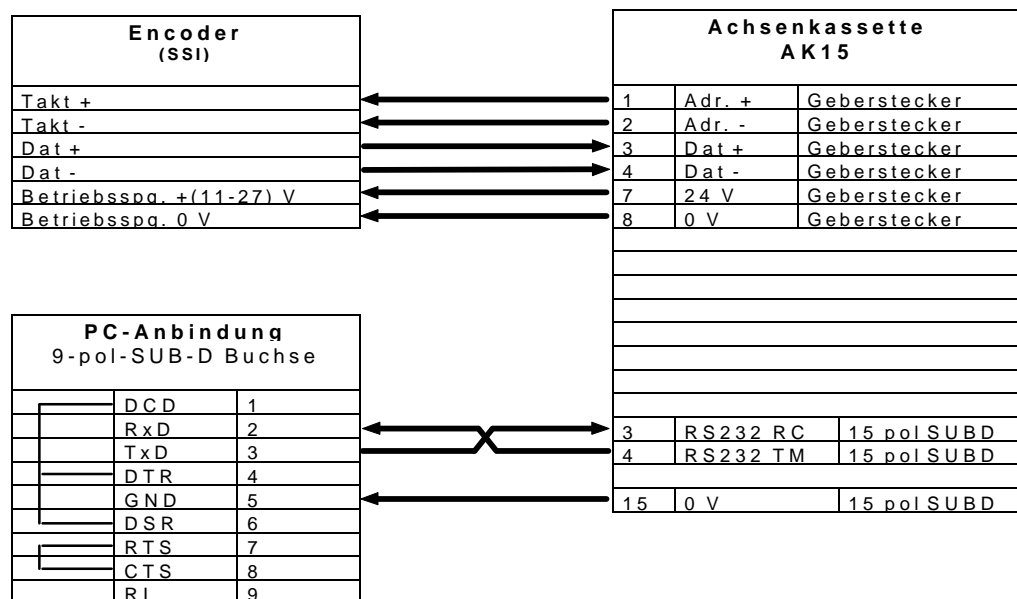 Encoder
(SSI)
Takt +
Takt -
Dat +
Dat -
Betriebsspg. +(11-27) V
Betriebsspg. 0 V
Achsenkassette
AK15
1 Adr. + Geberstecker
2 Adr. - Geberstecker
3 Dat + Geberstecker
4 Dat - Geberstecker
7 24 V Geberstecker
8 0 V Geberstecker
3 RS232 RC 15 pol SUBD
4 RS232 TM 15 pol SUBD
15 0 V 15 pol SUBD
PC-Anbindung
9-pol-SUB-D Buchse
DCD 1
RxD 2
TxD 3
DTR 4
GND 5
DSR 6
RTS 7
CTS 8
RI 9